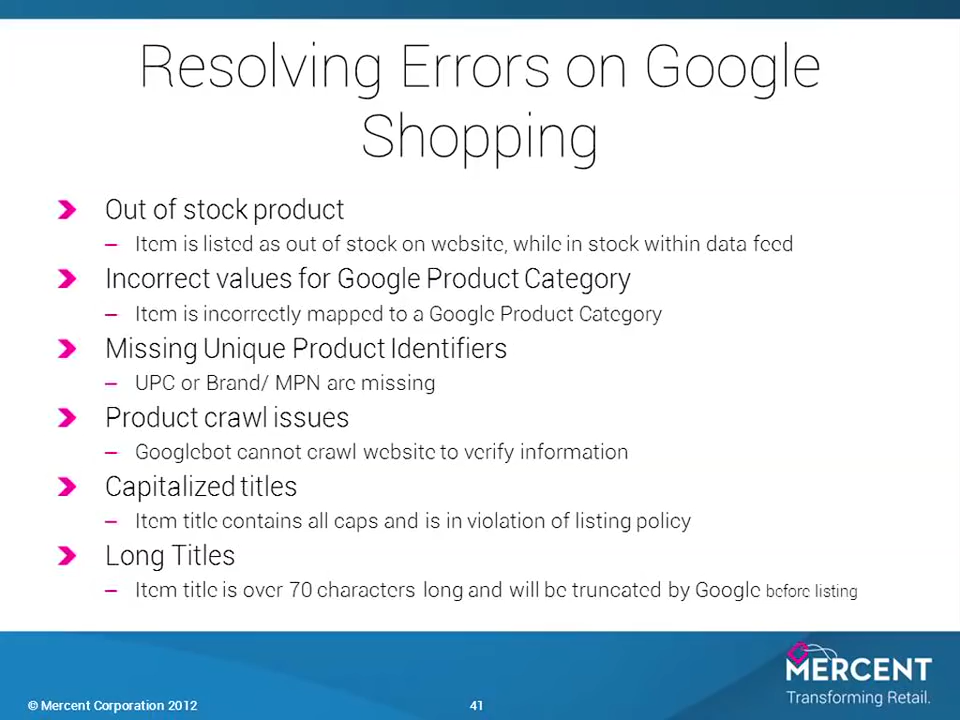 Resolving Errors on Google
Shopping
Out of stock product
– Item is listed as out of stock on website, while in stock within data feed
Incorrect values for Google Product Category
– Item is incorrectly mapped to a Google Product Category
Missing Unique Product Identifiers
– UPC or Brand/ MPN are missing
Product crawl issues
– Googlebot cannot crawl website to verify information
Capitalized titles
– Item title contains all caps and is in violation of listing policy
Long Titles
– Item title is over 70 characters long and will be truncated by Google before listing
MERCENT
Transforming Retail.
© Mercent Corporation 2012
41